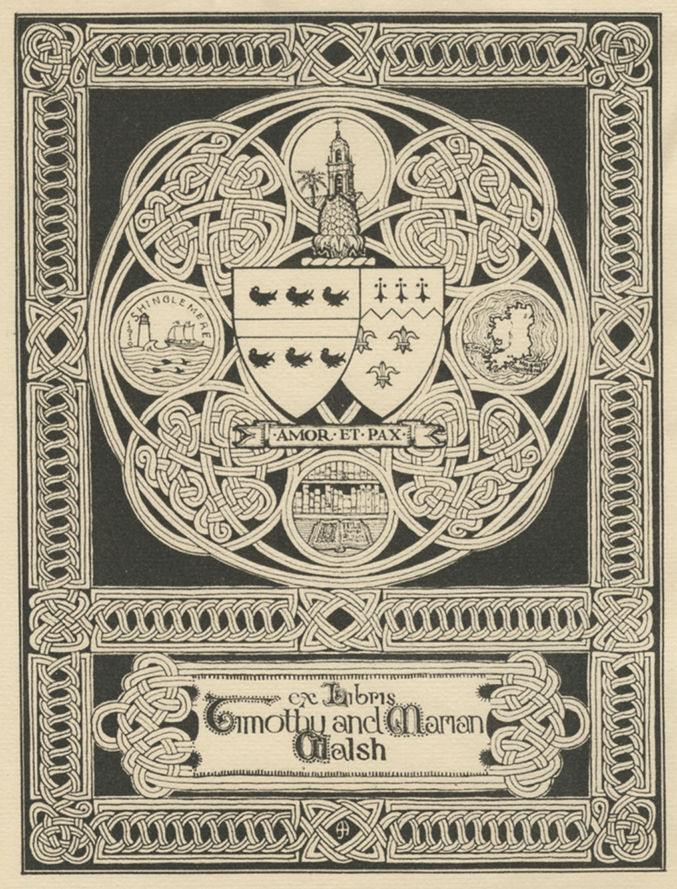 SHINGLEMERE
·AMOR·ET·PAX·
ex Libris
Timothy and Marian
Walsh